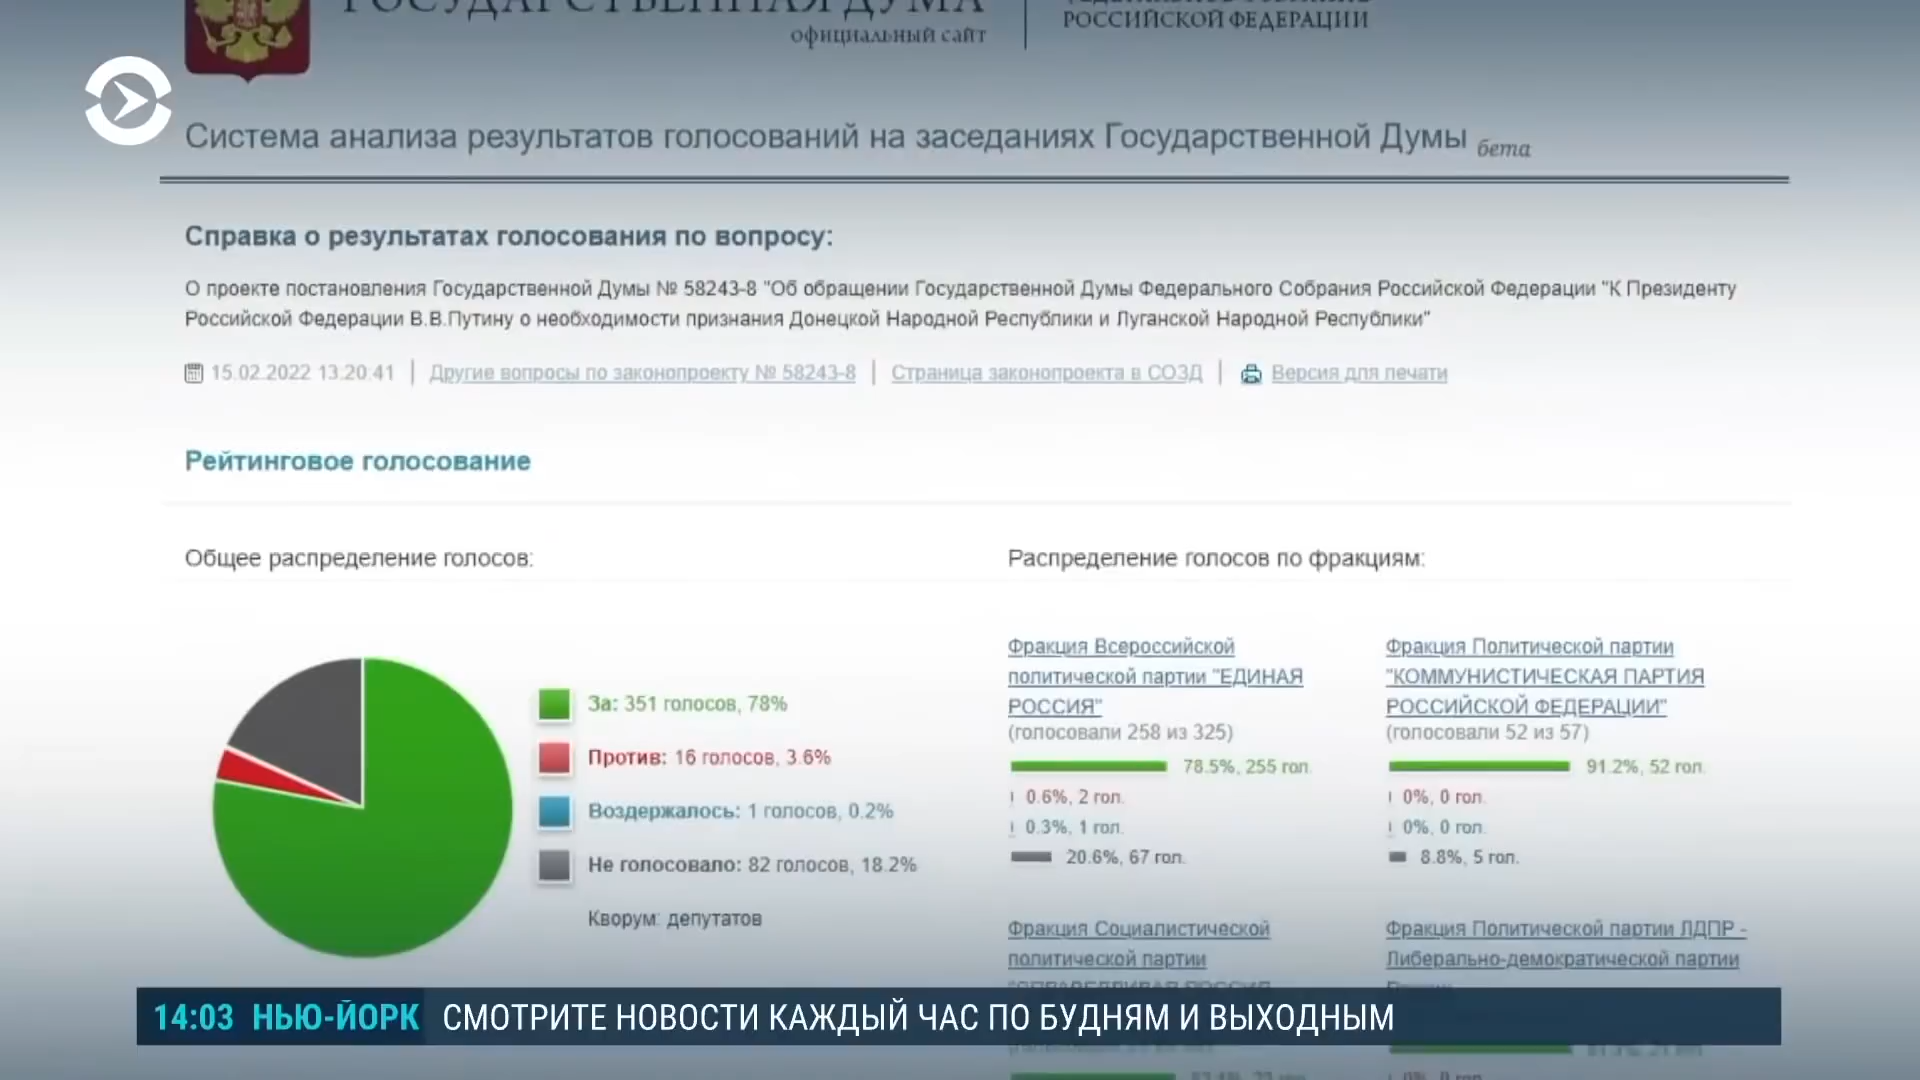 ГОСУДАРСТВЕННАЯ ДУМА
официальный сайт
РОССИЙСКОЙ ФЕДЕРАЦИИ
Система анализа результатов голосований на заседаниях Государственной Думы бета
Справка о результатах голосования по вопросу:
О проекте постановления Государственной Думы № 58243-8 "Об обращении Государственной Думы Федерального Собрания Российской Федерации "К Президенту
Российской Федерации В.В.Путину о необходимости признания Донецкой Народной Республики и Луганской Народной Республики"
15.02.2022 13:20:41 | Другие вопросы по законопроекту № 58243-8 | Страница законопроекта в СОЗД | Версия для печати
Рейтинговое голосование
Общее распределение голосов:
За: 351 голосов, 78%
Против: 16 голосов, 3.6%
Воздержалось: 1 голосов, 0.2%
Не голосовало: 82 голосов, 18.2%
Кворум: депутатов
Распределение голосов по фракциям:
Фракция Всероссийской
политической партии "ЕДИНАЯ
РОССИЯ"
(голосовали 258 из 325)
78.5%, 255 гол.
0.6%, 2 гол.
0.3%, 1 гол.
20.6%, 67 гол.
Фракция Политической партии
"КОММУНИСТИЧЕСКАЯ ПАРТИЯ
РОССИЙСКОЙ ФЕДЕРАЦИИ"
(голосовали 52 из 57)
91.2%, 52 гол.
0%, 0 гол.
0%, 0 гол.
8.8%, 5 гол.
Фракция Социалистической
политической партии
Фракция Политической партии ЛДПР -
Либерально-демократической партии
14:03 НЬЮ-ЙОРК СМОТРИТЕ НОВОСТИ КАЖДЫЙ ЧАС ПО БУДНЯМ И ВЫХОДНЫМ